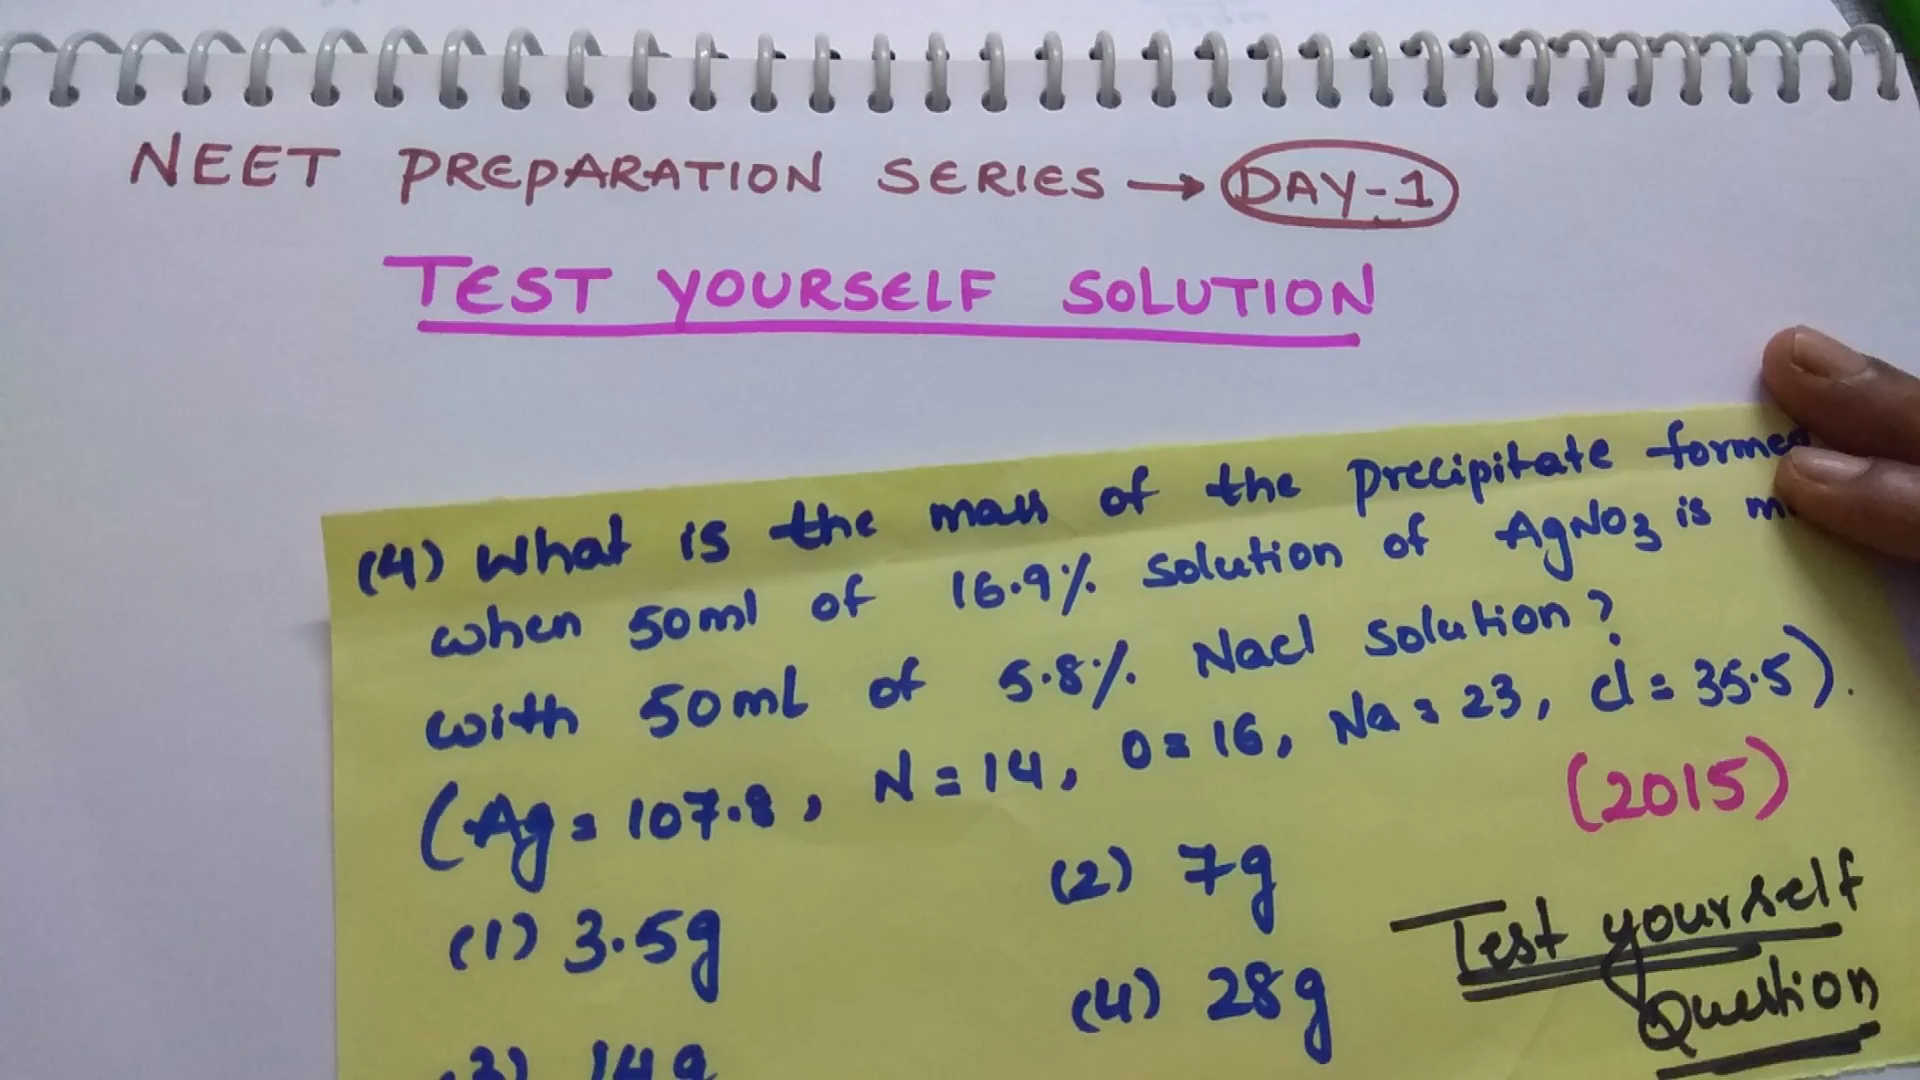 NEET PREPARATION SERIES → DAY-1
TEST YOURSELF SOLUTION
(4) What is the mass of the precipitate formed
when 50ml of 16.9% solution of AgNO3 is
with 50mL of 5.8% Nacl solution?
(Ag = 107.8, N = 14, O = 16, Na = 23, cl = 35.5).
(2015)
(1) 3.5g (2) 7g
(3) 14g (4) 28g
Test yourself
Question